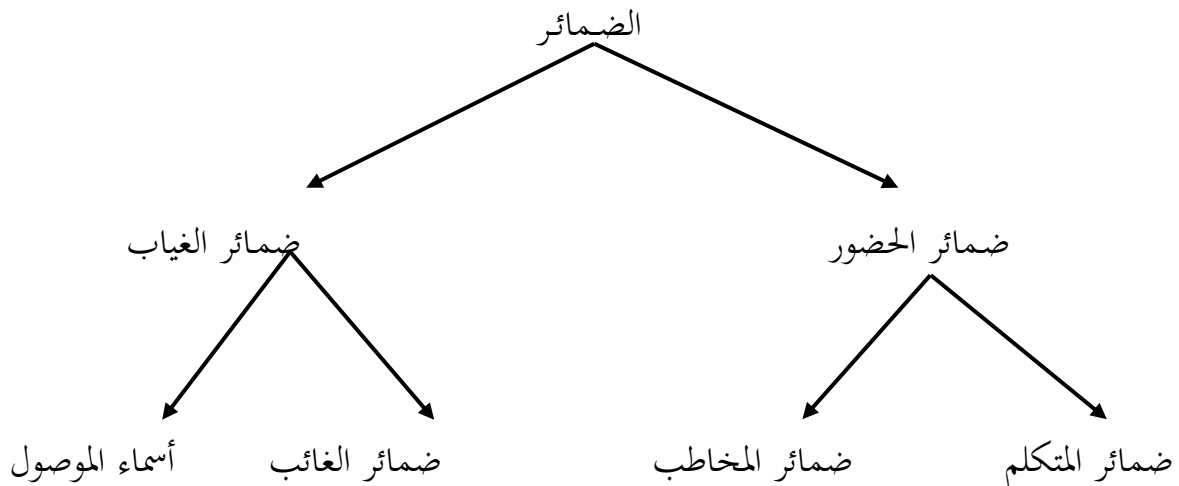 الضمائر
ضمائر الحضور
ضمائر الغياب
ضمائر المتكلم
ضمائر المخاطب
ضمائر الغائب
أسماء الموصول